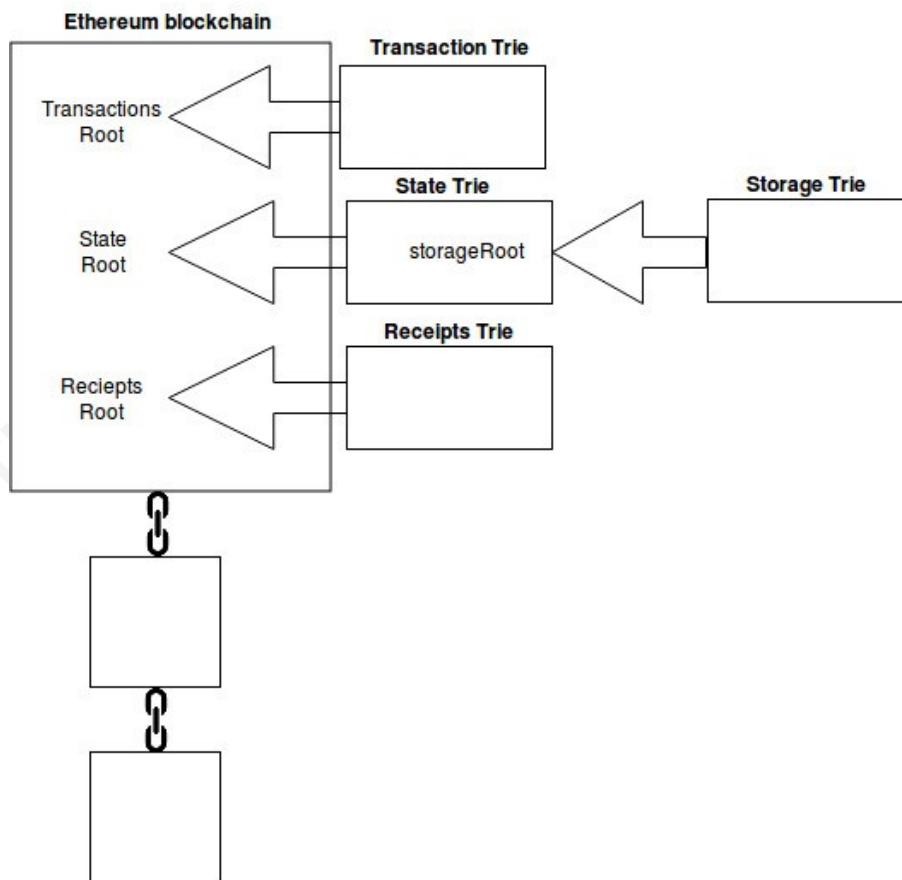 Ethereum blockchain
Transaction Trie
Transactions
Root
State Trie
Storage Trie
State
Root
storageRoot
Receipts Trie
Reciepts
Root